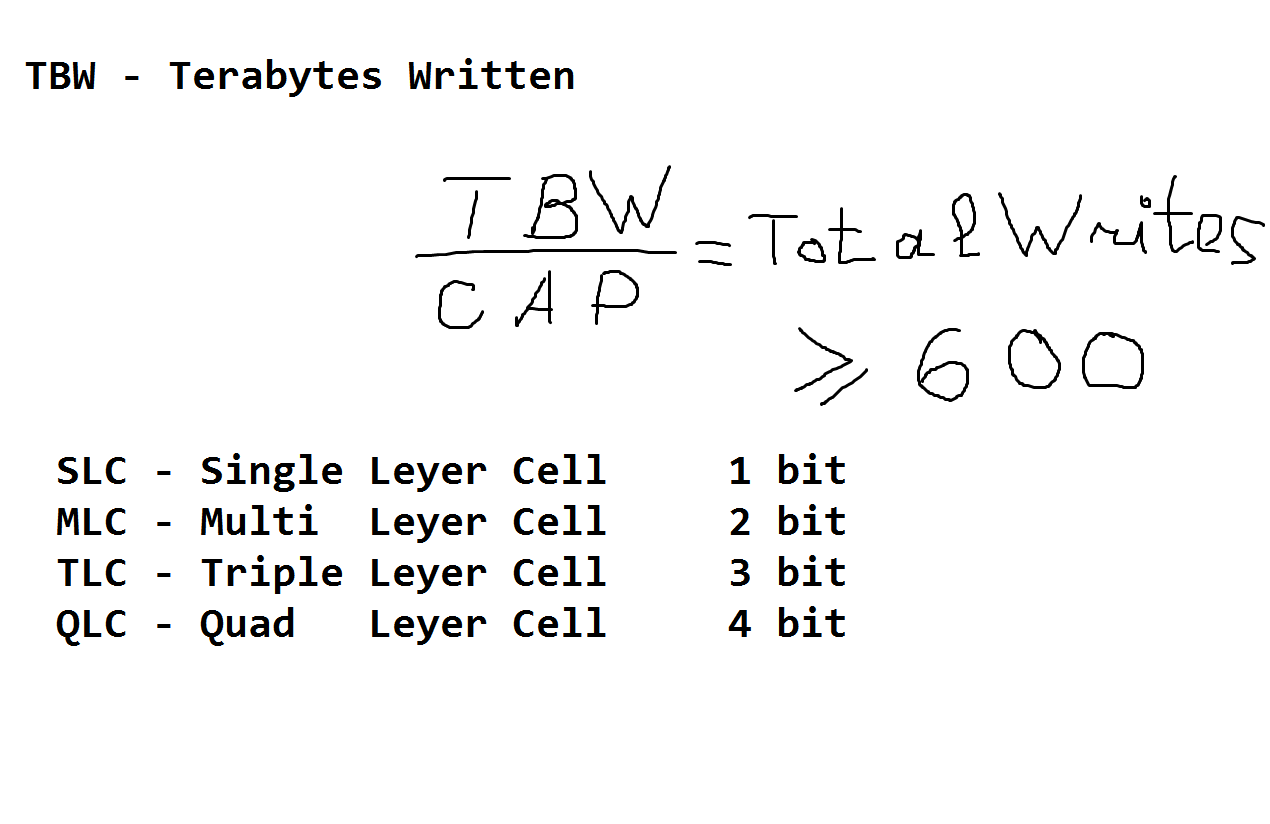 TBW - Terabytes Written
TBW
CAP
= Total Writes
⩾ 600
SLC - Single Leyer Cell 1 bit
MLC - Multi Leyer Cell 2 bit
TLC - Triple Leyer Cell 3 bit
QLC - Quad Leyer Cell 4 bit